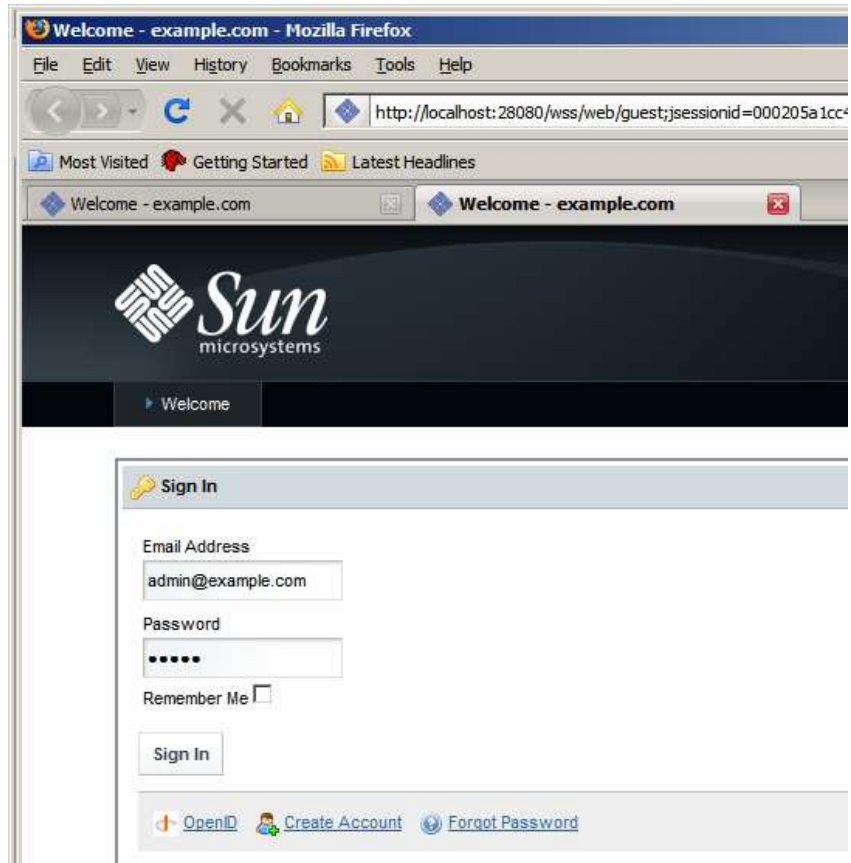 Welcome - example.com - Mozilla Firefox
File Edit View History Bookmarks Tools Help
http://localhost:28080/wss/web/guest;jsessionid=000205a1cc4
Most Visited Getting Started Latest Headlines
Welcome - example.com Welcome - example.com
Sun
microsystems
Welcome
Sign In
Email Address
admin@example.com
Password
•••••
Remember Me
Sign In
OpenID Create Account Forgot Password